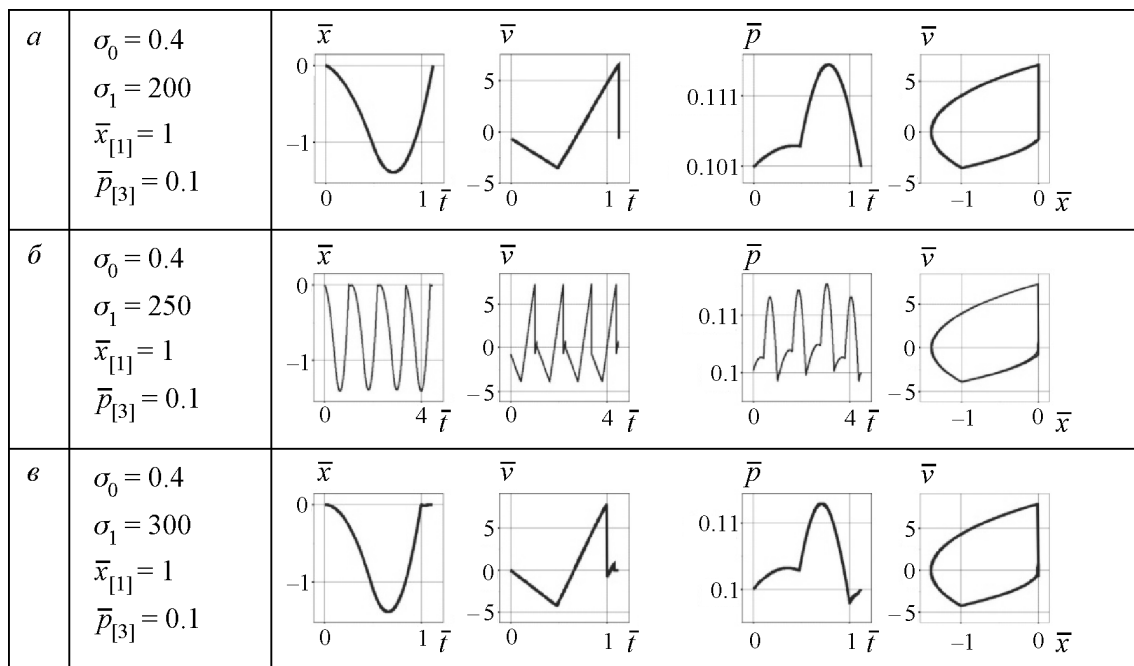 а
σ₀ = 0.4
σ₁ = 200
x̅[1] = 1
p̅[3] = 0.1
x̅
0
−1
0
1
t̅
v̅
5
0
−5
0
1
t̅
p̅
0.111
0.101
0
1
t̅
v̅
5
0
−5
−1
0
x̅
б
σ₀ = 0.4
σ₁ = 250
x̅[1] = 1
p̅[3] = 0.1
x̅
0
−1
0
4
t̅
v̅
5
0
−5
0
4
t̅
p̅
0.11
0.1
0
4
t̅
v̅
5
0
−5
−1
0
x̅
в
σ₀ = 0.4
σ₁ = 300
x̅[1] = 1
p̅[3] = 0.1
x̅
0
−1
0
1
t̅
v̅
5
0
−5
0
1
t̅
p̅
0.11
0.1
0
1
t̅
v̅
5
0
−5
−1
0
x̅